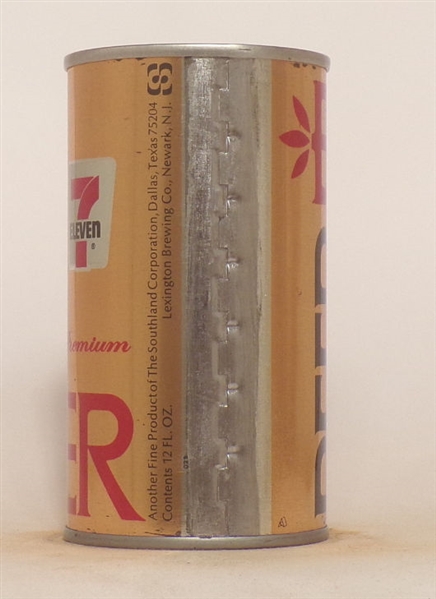 7
ELEVEN
®
Premium
ER
Another Fine Product of The Southland Corporation, Dallas, Texas 75204
Lexington Brewing Co., Newark, N.J.
Contents 12 FL. OZ.
BEER